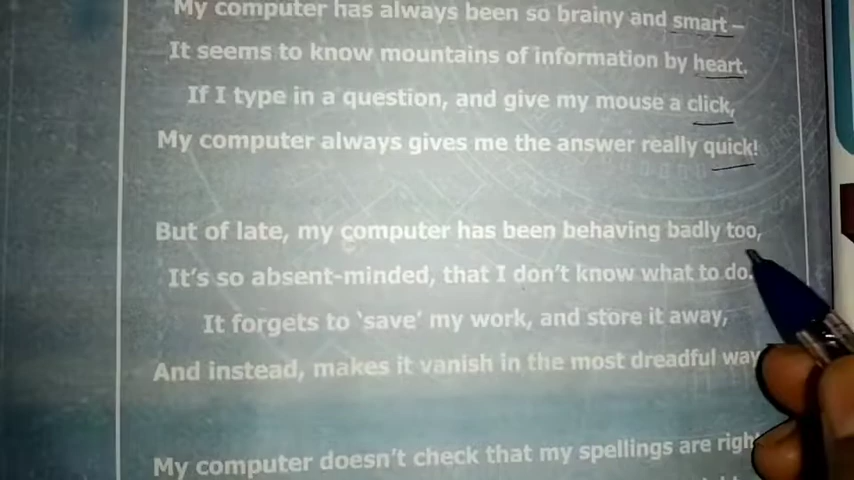 My computer has always been so brainy and smart –
It seems to know mountains of information by heart.
If I type in a question, and give my mouse a click,
My computer always gives me the answer really quick!
But of late, my computer has been behaving badly too,
It's so absent-minded, that I don't know what to do.
It forgets to 'save' my work, and store it away,
And instead, makes it vanish in the most dreadful way
My computer doesn't check that my spellings are right